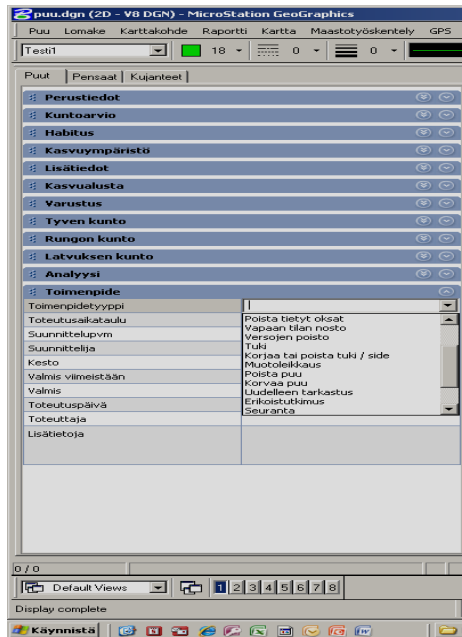 puu.dgn (2D - V8 DGN) - MicroStation GeoGraphics
Puu Lomake Karttakohde Raportti Kartta Maastotyöskentely GPS
Testi1 18 0 0
Puut Pensaat Kujanteet
Perustiedot
Kuntoarvio
Habitus
Kasvuympäristö
Lisätiedot
Kasvualusta
Varustus
Tyven kunto
Rungon kunto
Latvuksen kunto
Analyysi
Toimenpide
Toimenpidetyyppi
Toteutusaikataulu
Suunnittelupvm
Suunnittelija
Kesto
Valmis viimeistään
Valmis
Toteutuspäivä
Toteuttaja
Lisätietoja
Poista tietyt oksat
Vapaan tilan nosto
Versojen poisto
Tuki
Korjaa tai poista tuki / side
Muotoleikkaus
Poista puu
Korvaa puu
Uudelleen tarkastus
Erikoistutkimus
Seuranta
0 / 0
Default Views 1 2 3 4 5 6 7 8
Display complete
Käynnistä